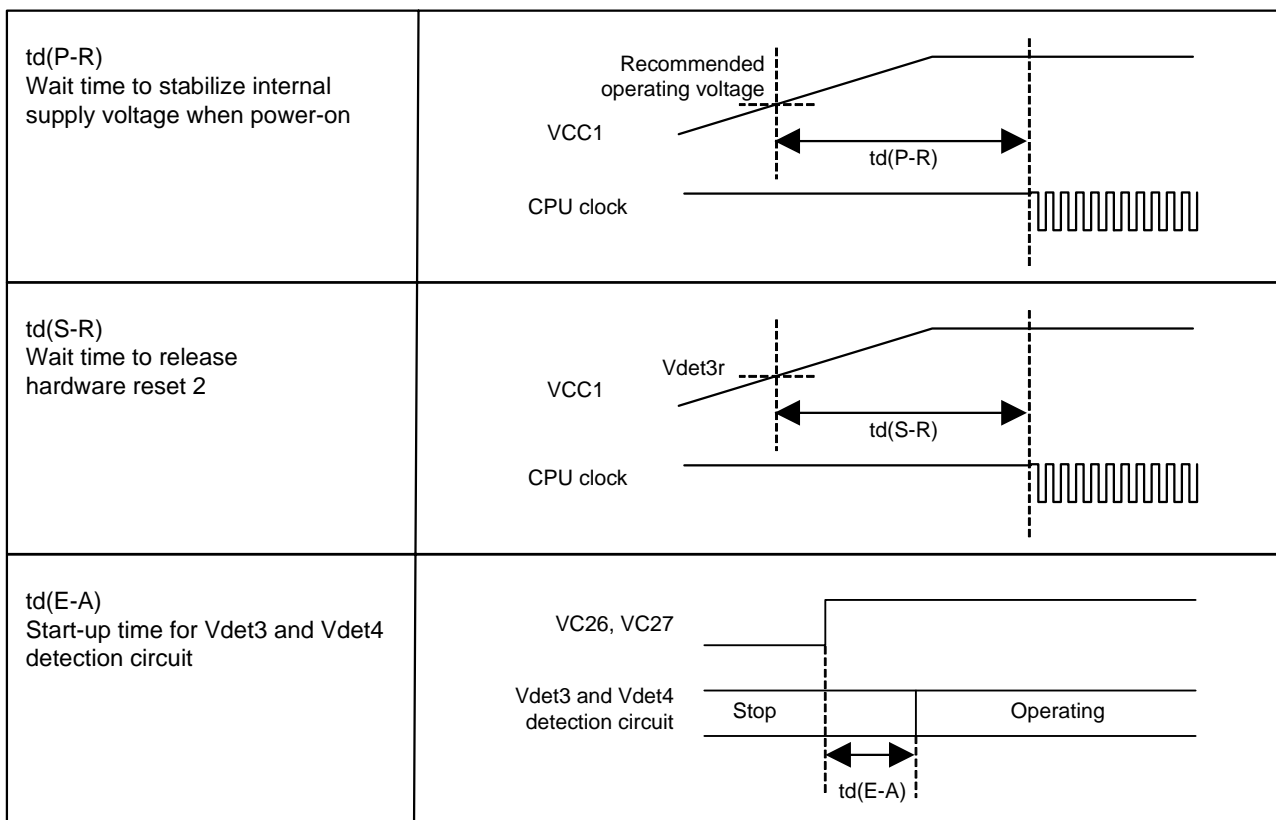 td(P-R)
Wait time to stabilize internal
supply voltage when power-on
Recommended
operating voltage
VCC1
td(P-R)
CPU clock
td(S-R)
Wait time to release
hardware reset 2
Vdet3r
VCC1
td(S-R)
CPU clock
td(E-A)
Start-up time for Vdet3 and Vdet4
detection circuit
VC26, VC27
Vdet3 and Vdet4
detection circuit
Stop
Operating
td(E-A)